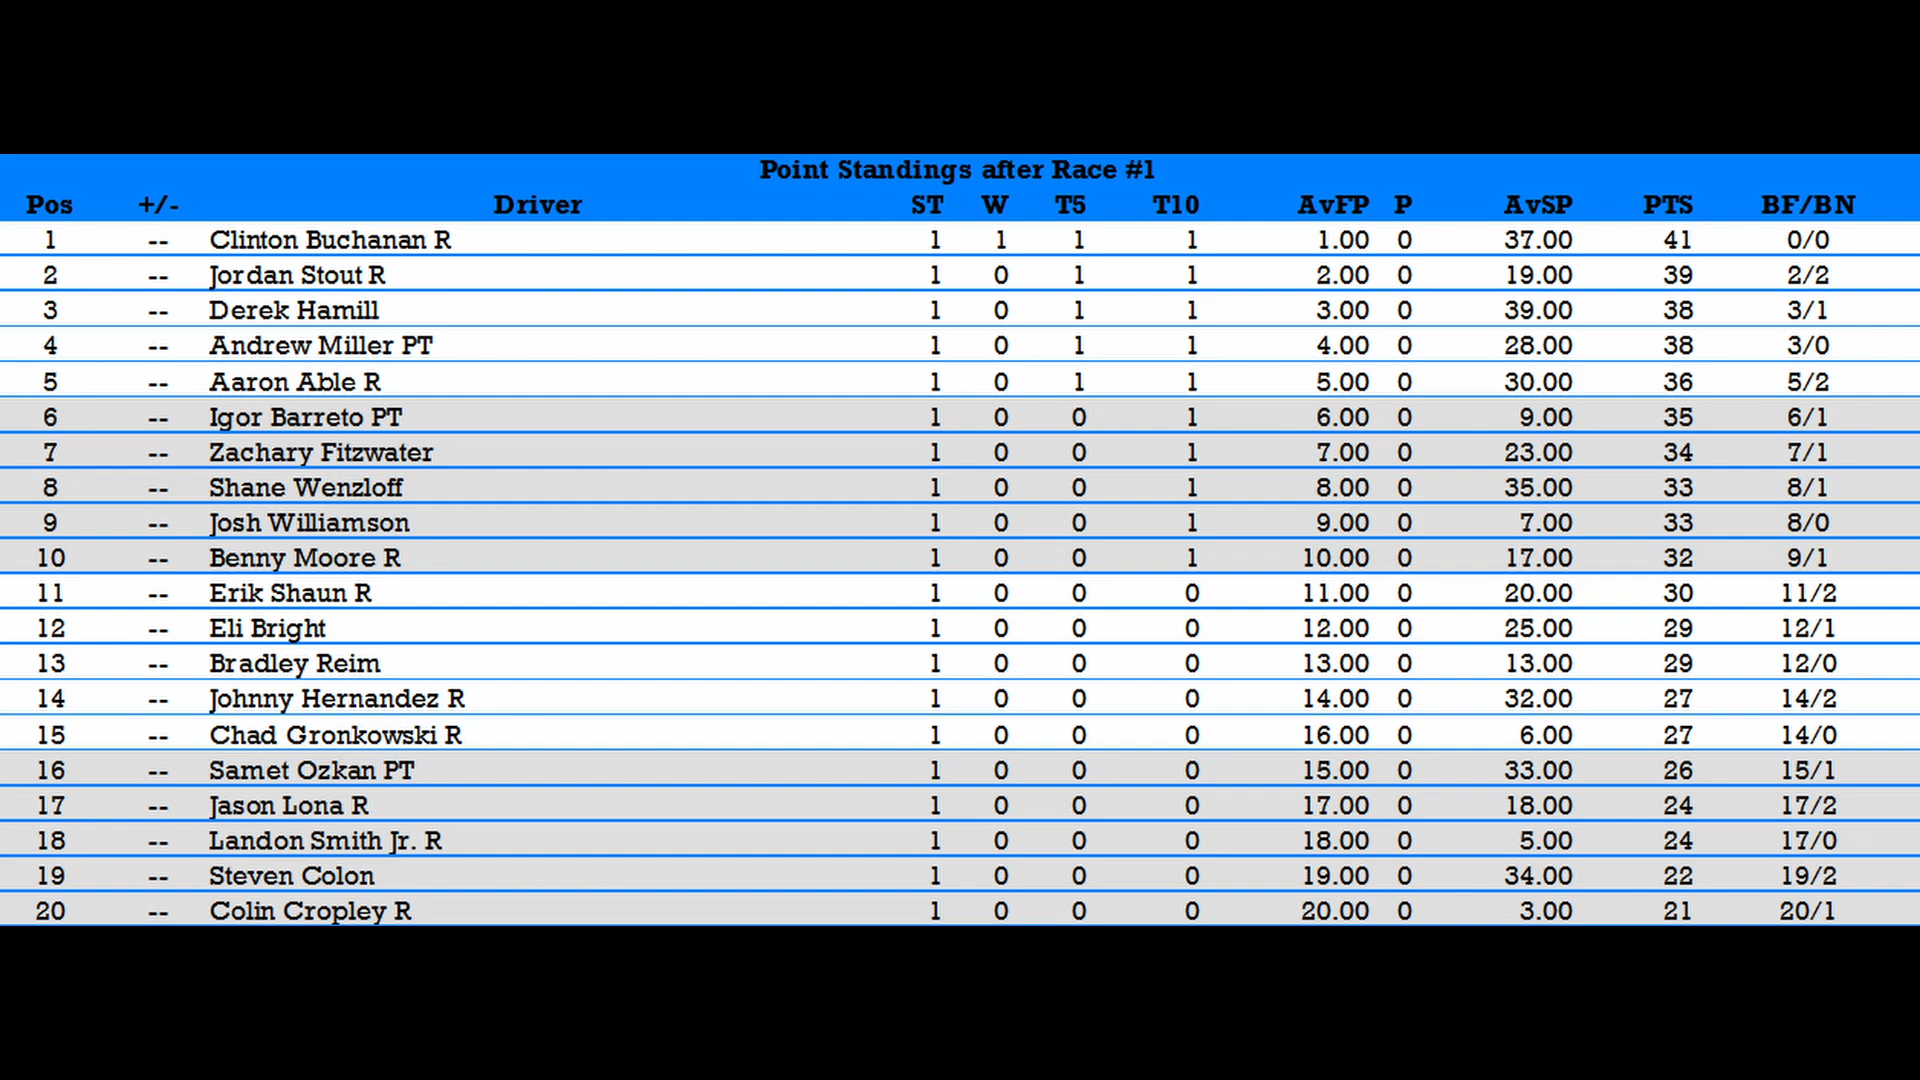 Point Standings after Race #1
Pos +/- Driver ST W T5 T10 AvFP P AvSP PTS BF/BN
1 -- Clinton Buchanan R 1 1 1 1 1.00 0 37.00 41 0/0
2 -- Jordan Stout R 1 0 1 1 2.00 0 19.00 39 2/2
3 -- Derek Hamill 1 0 1 1 3.00 0 39.00 38 3/1
4 -- Andrew Miller PT 1 0 1 1 4.00 0 28.00 38 3/0
5 -- Aaron Able R 1 0 1 1 5.00 0 30.00 36 5/2
6 -- Igor Barreto PT 1 0 0 1 6.00 0 9.00 35 6/1
7 -- Zachary Fitzwater 1 0 0 1 7.00 0 23.00 34 7/1
8 -- Shane Wenzloff 1 0 0 1 8.00 0 35.00 33 8/1
9 -- Josh Williamson 1 0 0 1 9.00 0 7.00 33 8/0
10 -- Benny Moore R 1 0 0 1 10.00 0 17.00 32 9/1
11 -- Erik Shaun R 1 0 0 0 11.00 0 20.00 30 11/2
12 -- Eli Bright 1 0 0 0 12.00 0 25.00 29 12/1
13 -- Bradley Reim 1 0 0 0 13.00 0 13.00 29 12/0
14 -- Johnny Hernandez R 1 0 0 0 14.00 0 32.00 27 14/2
15 -- Chad Gronkowski R 1 0 0 0 16.00 0 6.00 27 14/0
16 -- Samet Ozkan PT 1 0 0 0 15.00 0 33.00 26 15/1
17 -- Jason Lona R 1 0 0 0 17.00 0 18.00 24 17/2
18 -- Landon Smith Jr. R 1 0 0 0 18.00 0 5.00 24 17/0
19 -- Steven Colon 1 0 0 0 19.00 0 34.00 22 19/2
20 -- Colin Cropley R 1 0 0 0 20.00 0 3.00 21 20/1